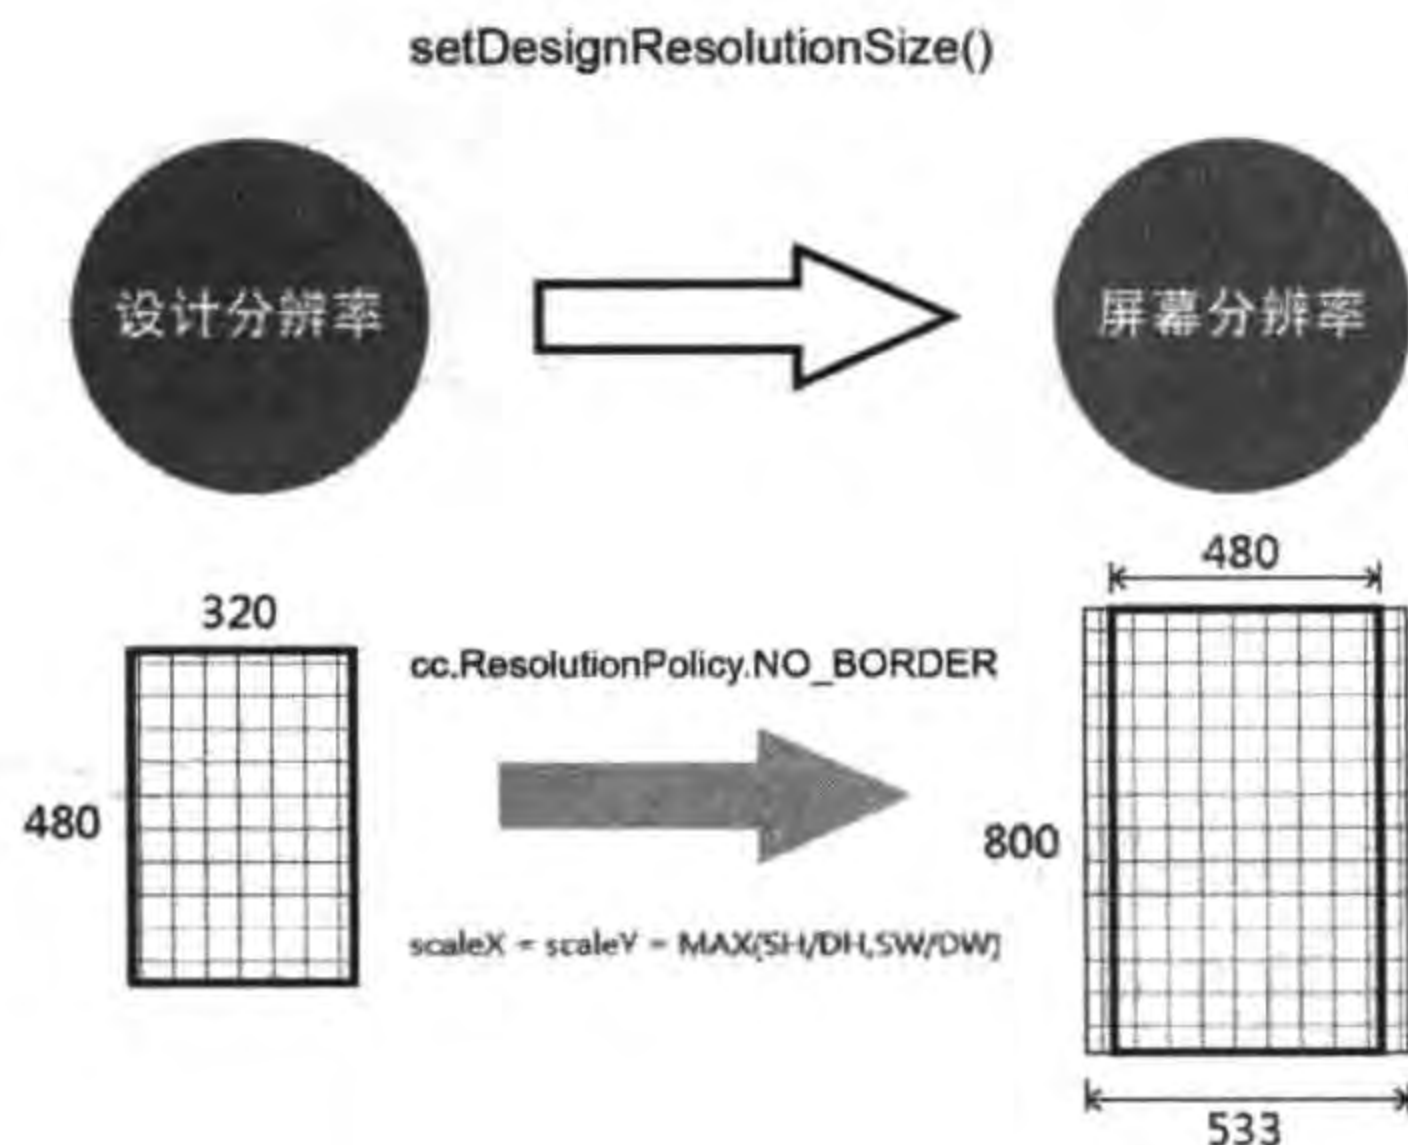 setDesignResolutionSize()
设计分辨率
屏幕分辨率
480
320
cc.ResolutionPolicy.NO_BORDER
480
800
scaleX = scaleY = MAX(SH/DH,SW/DW)
533